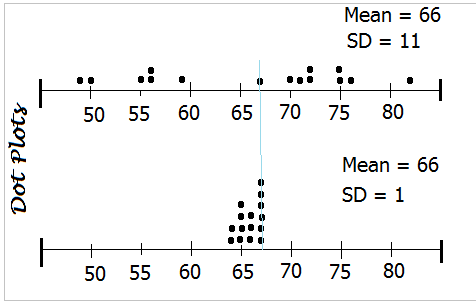 Mean = 66
SD = 11
50 55 60 65 70 75 80
Dot Plots
Mean = 66
SD = 1
50 55 60 65 70 75 80